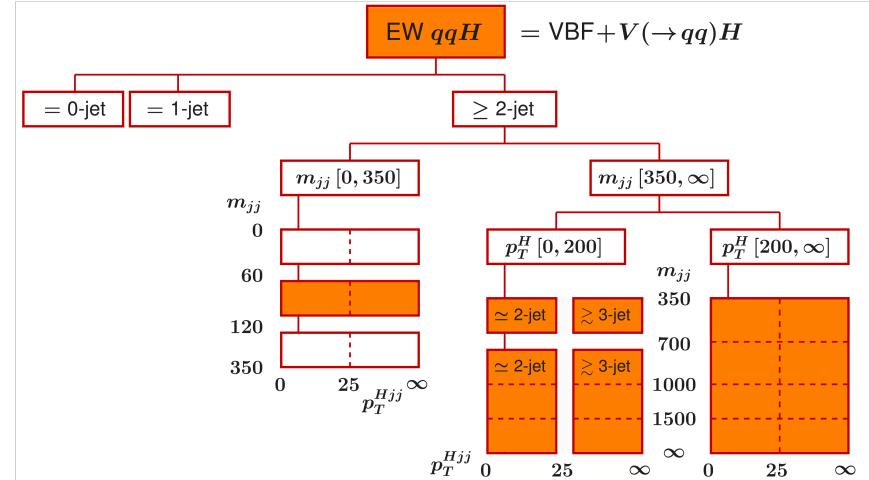 EW qqH = VBF+V(→qq)H
= 0-jet = 1-jet ≥ 2-jet
m_jj [0, 350] m_jj [350, ∞]
m_jj
0
60
120
350
0 25 ∞
p_T^Hjj
p_T^H [0, 200] p_T^H [200, ∞]
m_jj
350
700
1000
1500
∞
≃ 2-jet ≳ 3-jet
≃ 2-jet ≳ 3-jet
p_T^Hjj 0 25 ∞
0 25 ∞